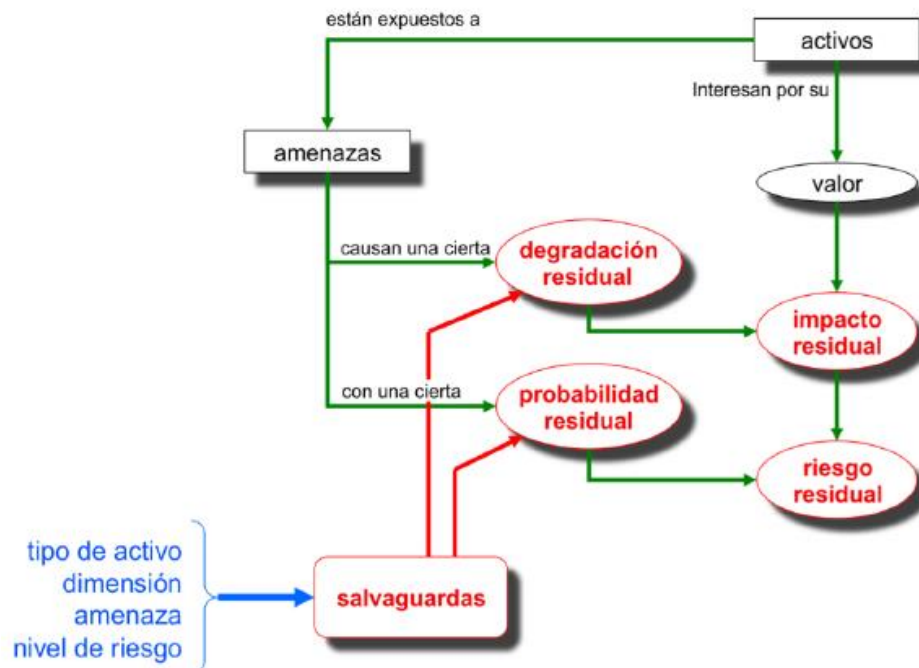 están expuestos a
activos
Interesan por su
amenazas
valor
causan una cierta
degradación
residual
impacto
residual
con una cierta
probabilidad
residual
riesgo
residual
tipo de activo
dimensión
amenaza
nivel de riesgo
salvaguardas